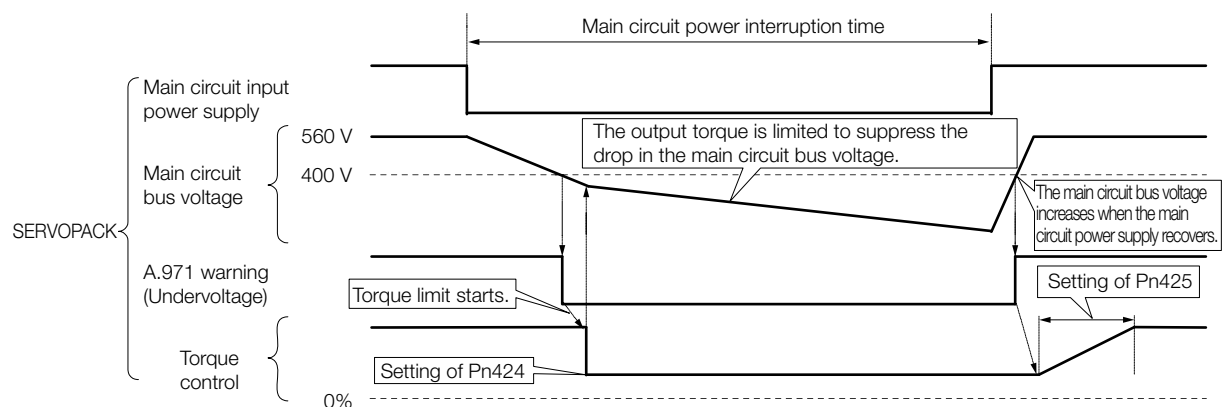 Main circuit power interruption time
Main circuit input
power supply
The output torque is limited to suppress the
drop in the main circuit bus voltage.
560 V
Main circuit
bus voltage
400 V
The main circuit bus voltage
increases when the main
circuit power supply recovers.
SERVOPACK
A.971 warning
(Undervoltage)
Torque limit starts.
Setting of Pn425
Torque
control
Setting of Pn424
0%